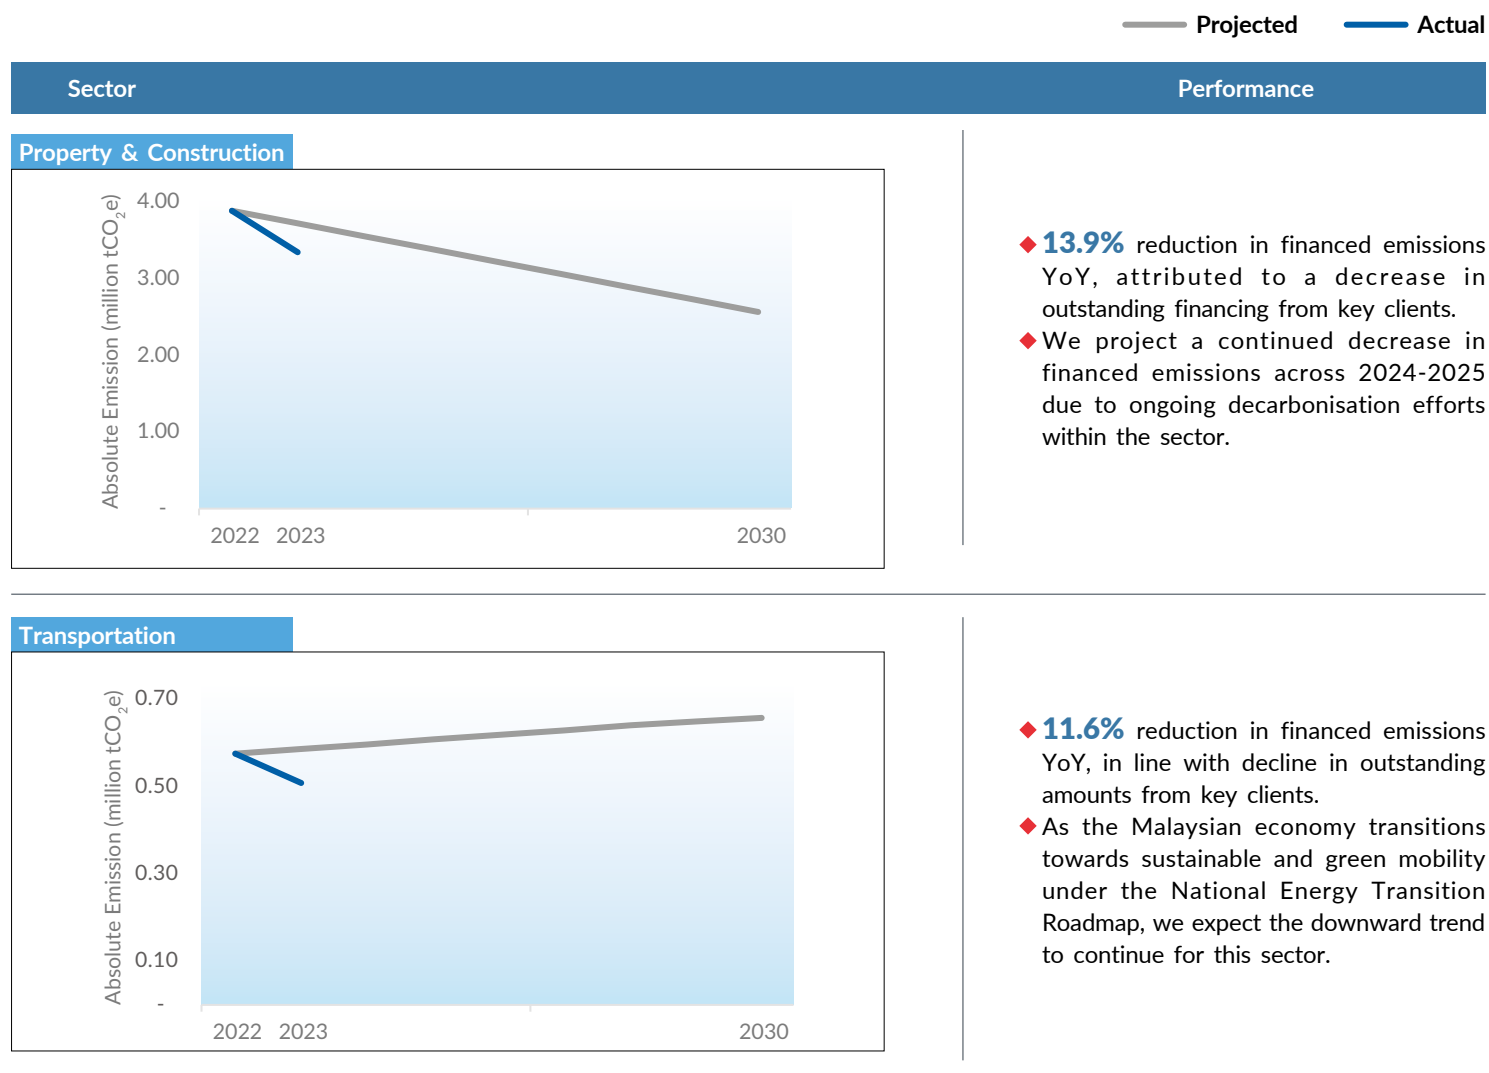 Projected
Actual
Sector
Performance
Property & Construction
Absolute Emission (million tCO₂e)
4.00
3.00
2.00
1.00
-
2022
2023
2030
13.9% reduction in financed emissions
YoY, attributed to a decrease in
outstanding financing from key clients.
We project a continued decrease in
financed emissions across 2024-2025
due to ongoing decarbonisation efforts
within the sector.
Transportation
Absolute Emission (million tCO₂e)
0.70
0.50
0.30
0.10
-
2022
2023
2030
11.6% reduction in financed emissions
YoY, in line with decline in outstanding
amounts from key clients.
As the Malaysian economy transitions
towards sustainable and green mobility
under the National Energy Transition
Roadmap, we expect the downward trend
to continue for this sector.